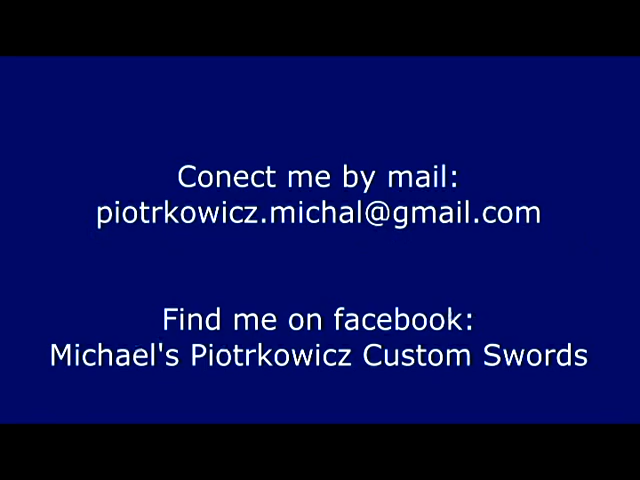 Conect me by mail:
piotrkowicz.michal@gmail.com
Find me on facebook:
Michael's Piotrkowicz Custom Swords